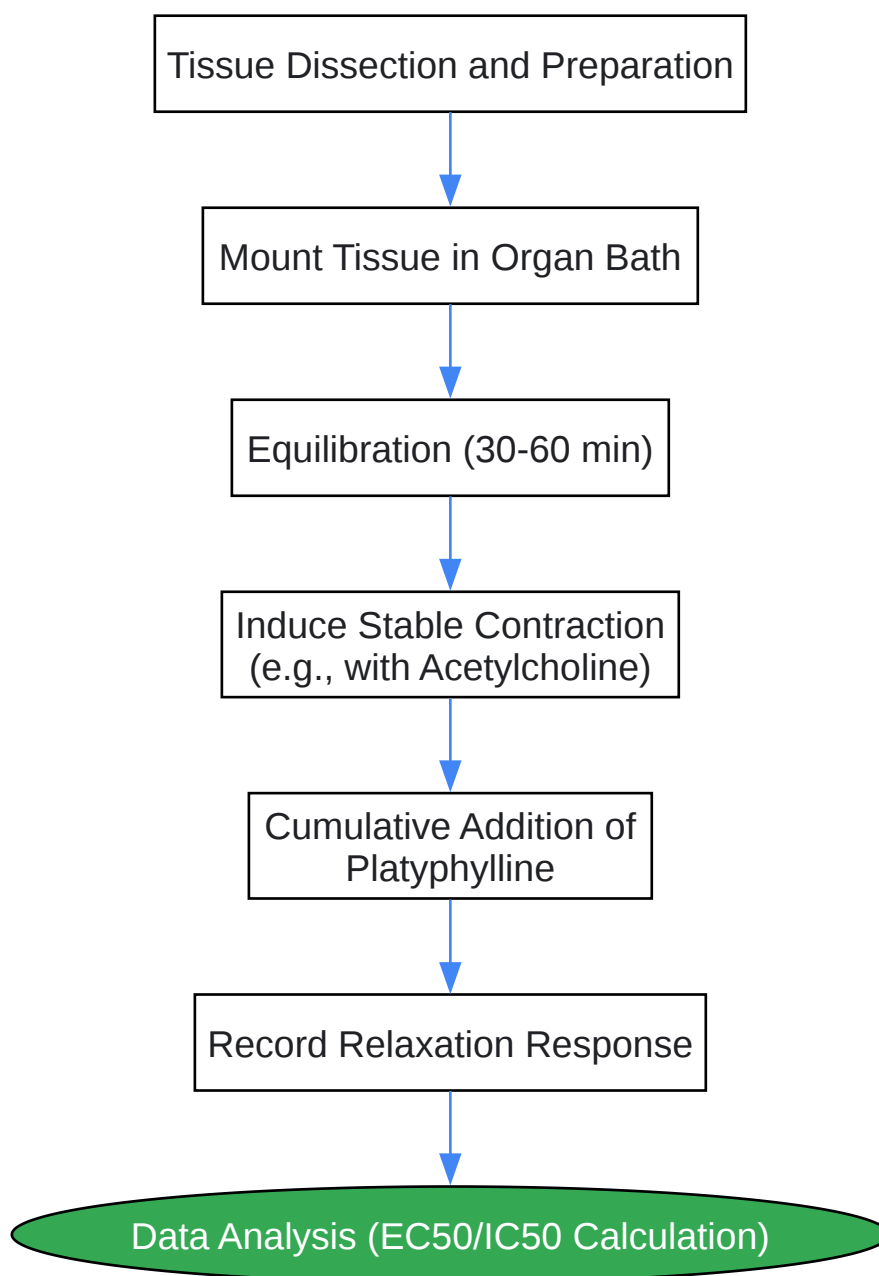 Tissue Dissection and Preparation
Mount Tissue in Organ Bath
Equilibration (30-60 min)
Induce Stable Contraction
(e.g., with Acetylcholine)
Cumulative Addition of
Platyphylline
Record Relaxation Response
Data Analysis (EC50/IC50 Calculation)